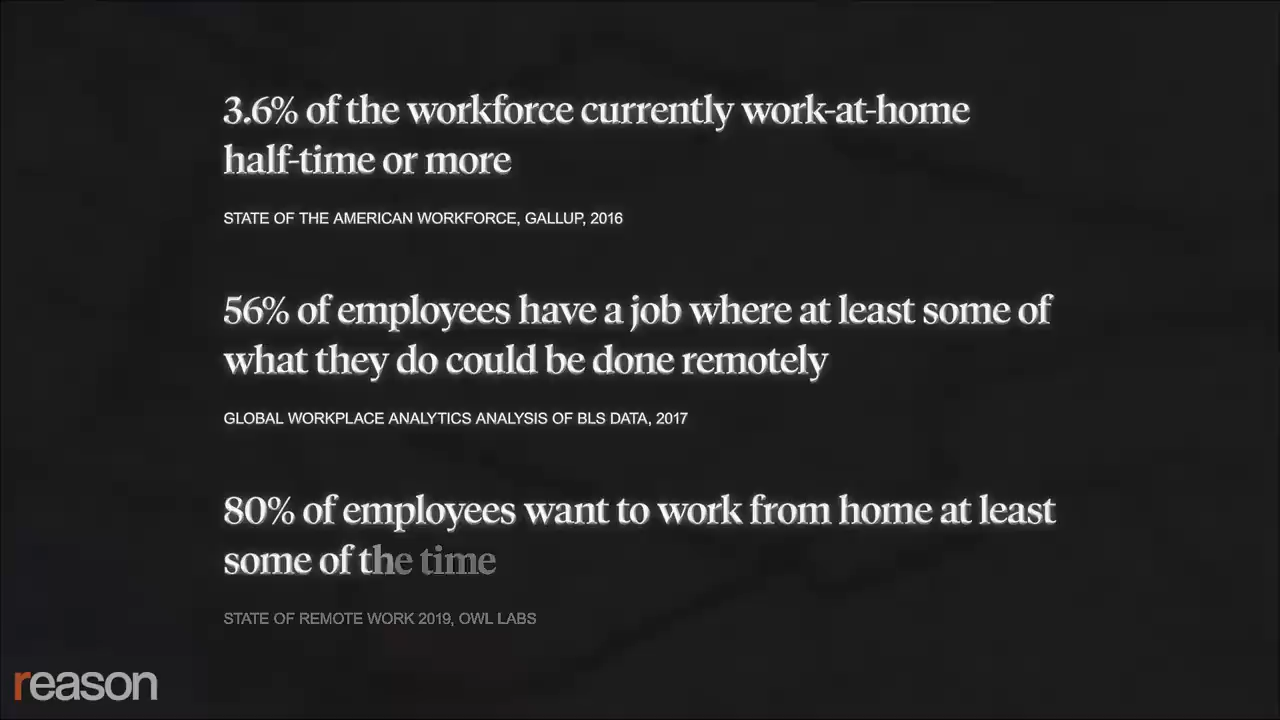 3.6% of the workforce currently work-at-home
half-time or more
STATE OF THE AMERICAN WORKFORCE, GALLUP, 2016
56% of employees have a job where at least some of
what they do could be done remotely
GLOBAL WORKPLACE ANALYTICS ANALYSIS OF BLS DATA, 2017
80% of employees want to work from home at least
some of the time
STATE OF REMOTE WORK 2019, OWL LABS
reason